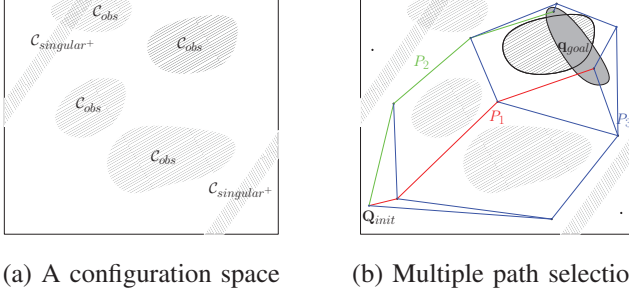 C_obs
C_singular+
C_obs
C_obs
C_obs
C_singular+
q_goal
P_2
P_1
P_3
Q_init
(a) A configuration space
(b) Multiple path selectio